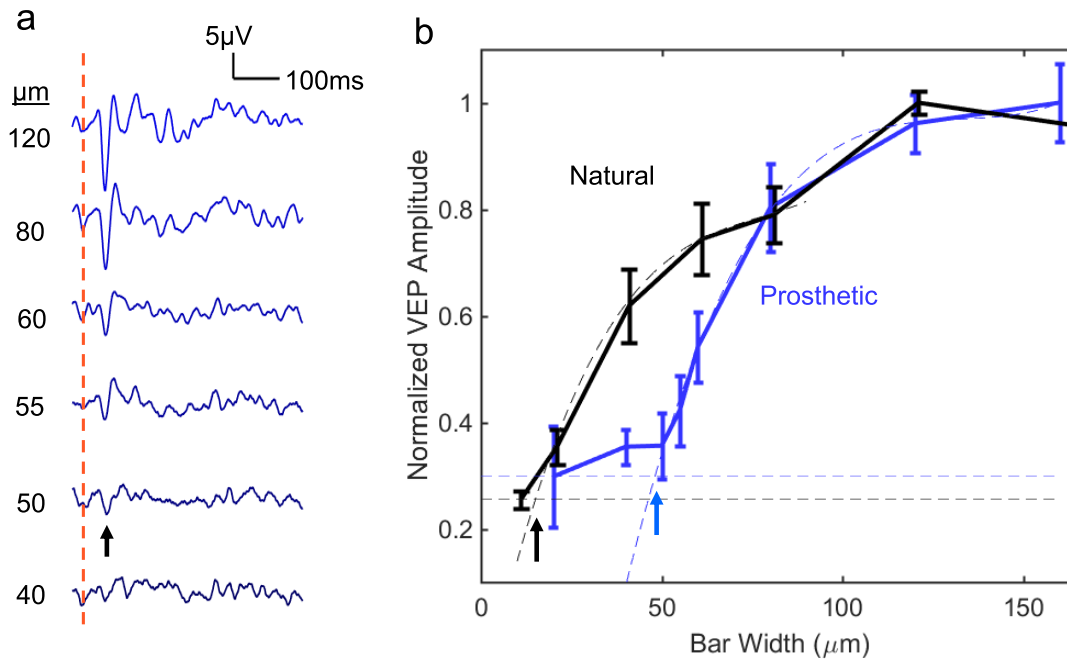 a
5µV
100ms
µm
120
80
60
55
50
40
b
Normalized VEP Amplitude
1
0.8
0.6
0.4
0.2
Natural
Prosthetic
0
50
100
150
Bar Width (µm)